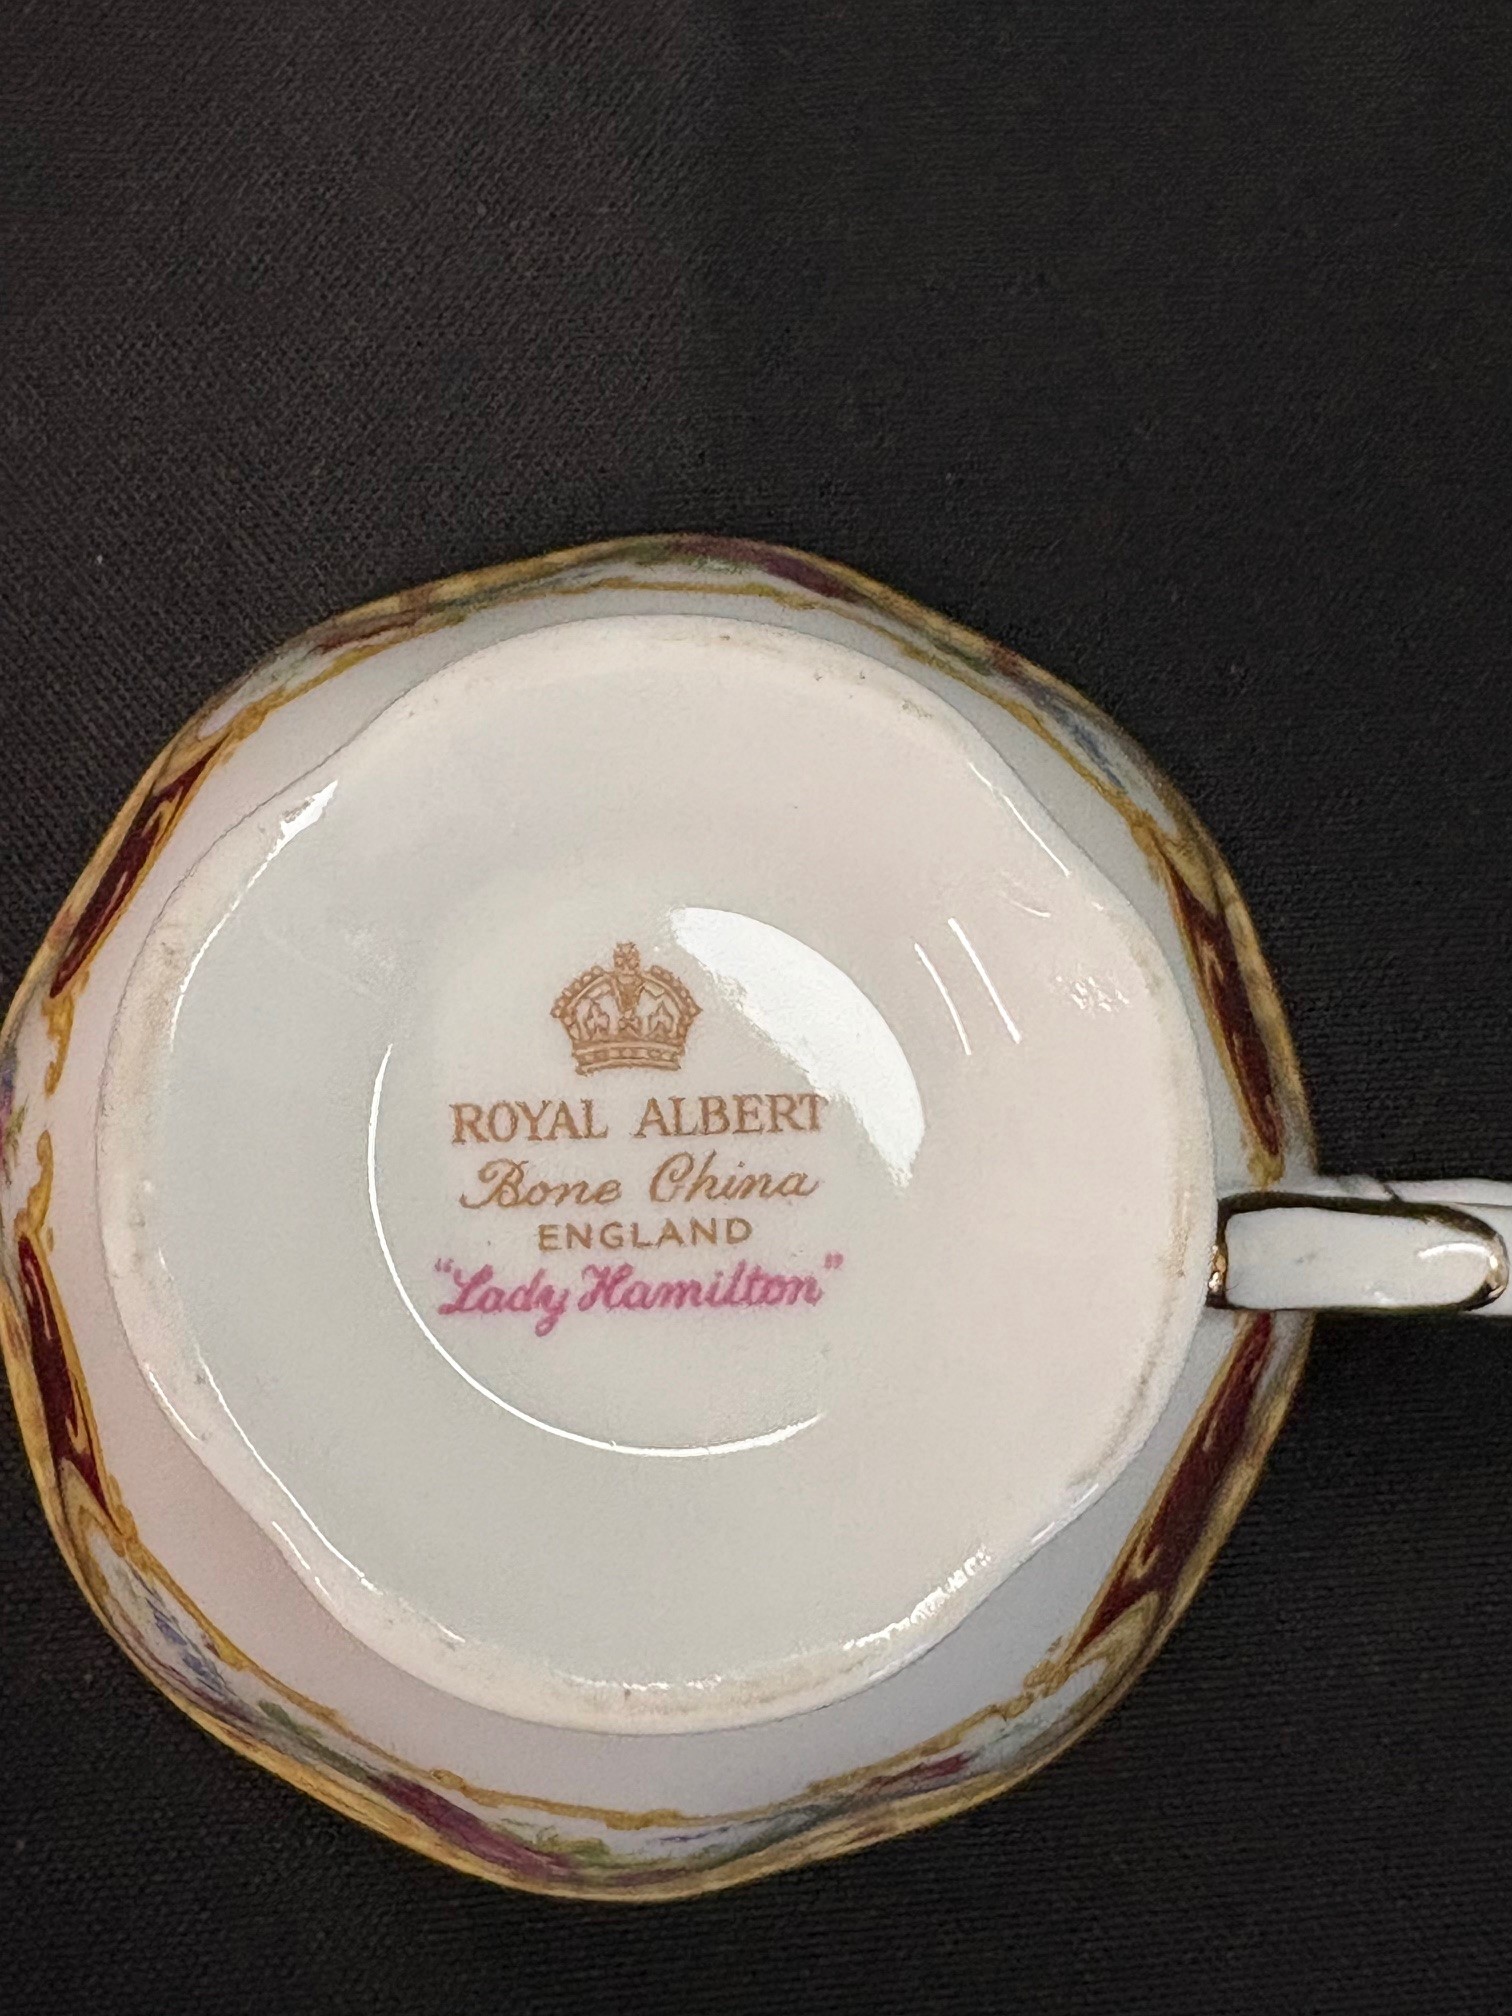 ROYAL ALBERT
Bone China
ENGLAND
"Lady Hamilton"